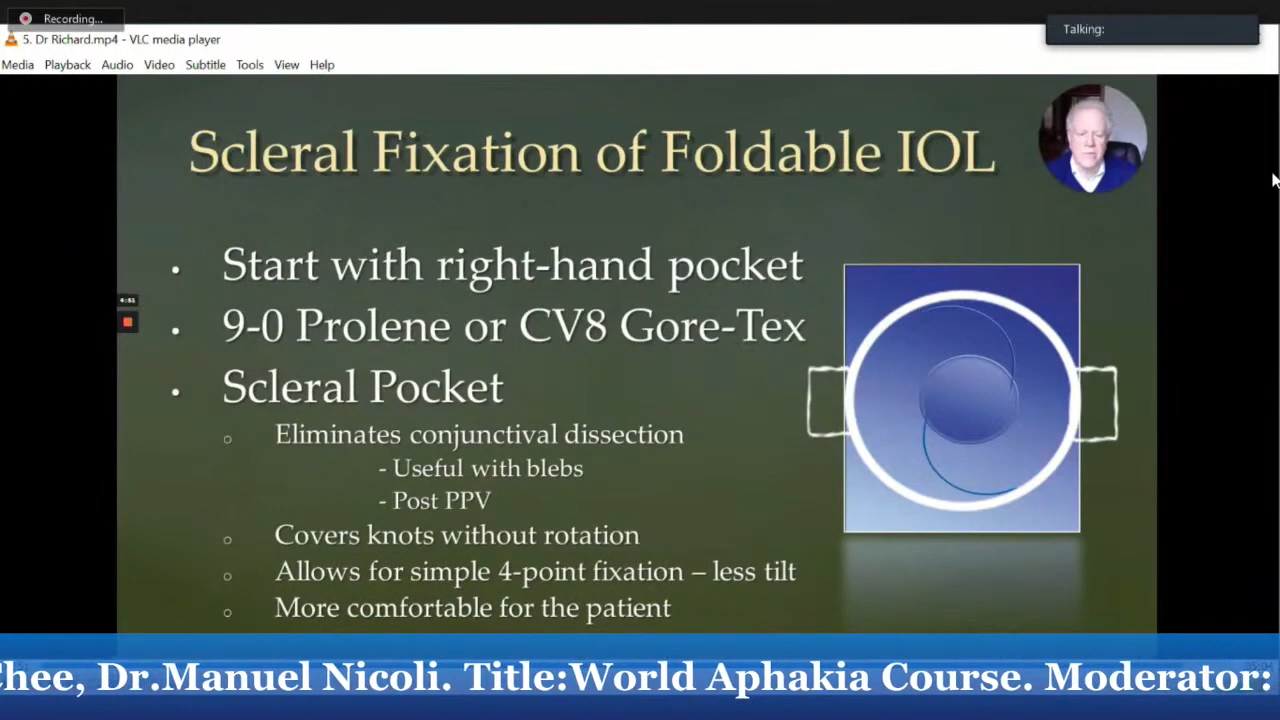 Recording...
5. Dr Richard.mp4 - VLC media player
Talking:
Media Playback Audio Video Subtitle Tools View Help
Scleral Fixation of Foldable IOL
• Start with right-hand pocket
4:51
• 9-0 Prolene or CV8 Gore-Tex
• Scleral Pocket
○ Eliminates conjunctival dissection
- Useful with blebs
- Post PPV
○ Covers knots without rotation
○ Allows for simple 4-point fixation – less tilt
○ More comfortable for the patient
Chee, Dr.Manuel Nicoli. Title:World Aphakia Course. Moderator: